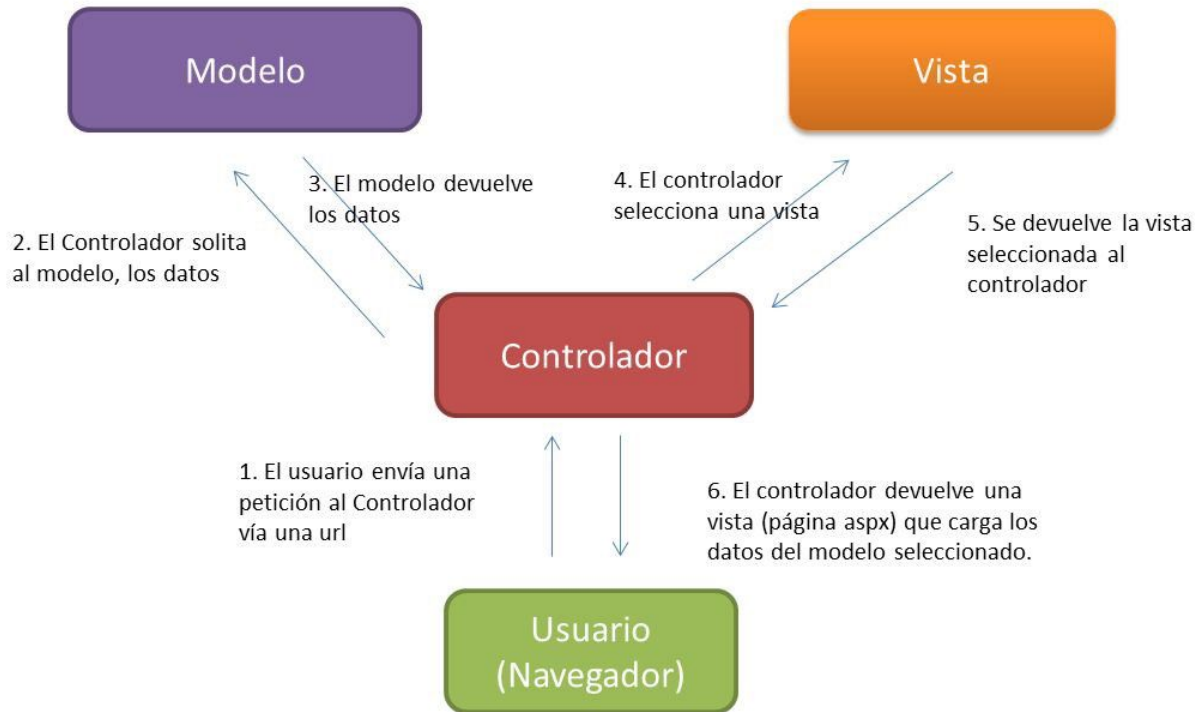 Modelo
Vista
3. El modelo devuelve
los datos
4. El controlador
selecciona una vista
2. El Controlador solita
al modelo, los datos
5. Se devuelve la vista
seleccionada al
controlador
Controlador
1. El usuario envía una
petición al Controlador
vía una url
6. El controlador devuelve una
vista (página aspx) que carga los
datos del modelo seleccionado.
Usuario
(Navegador)